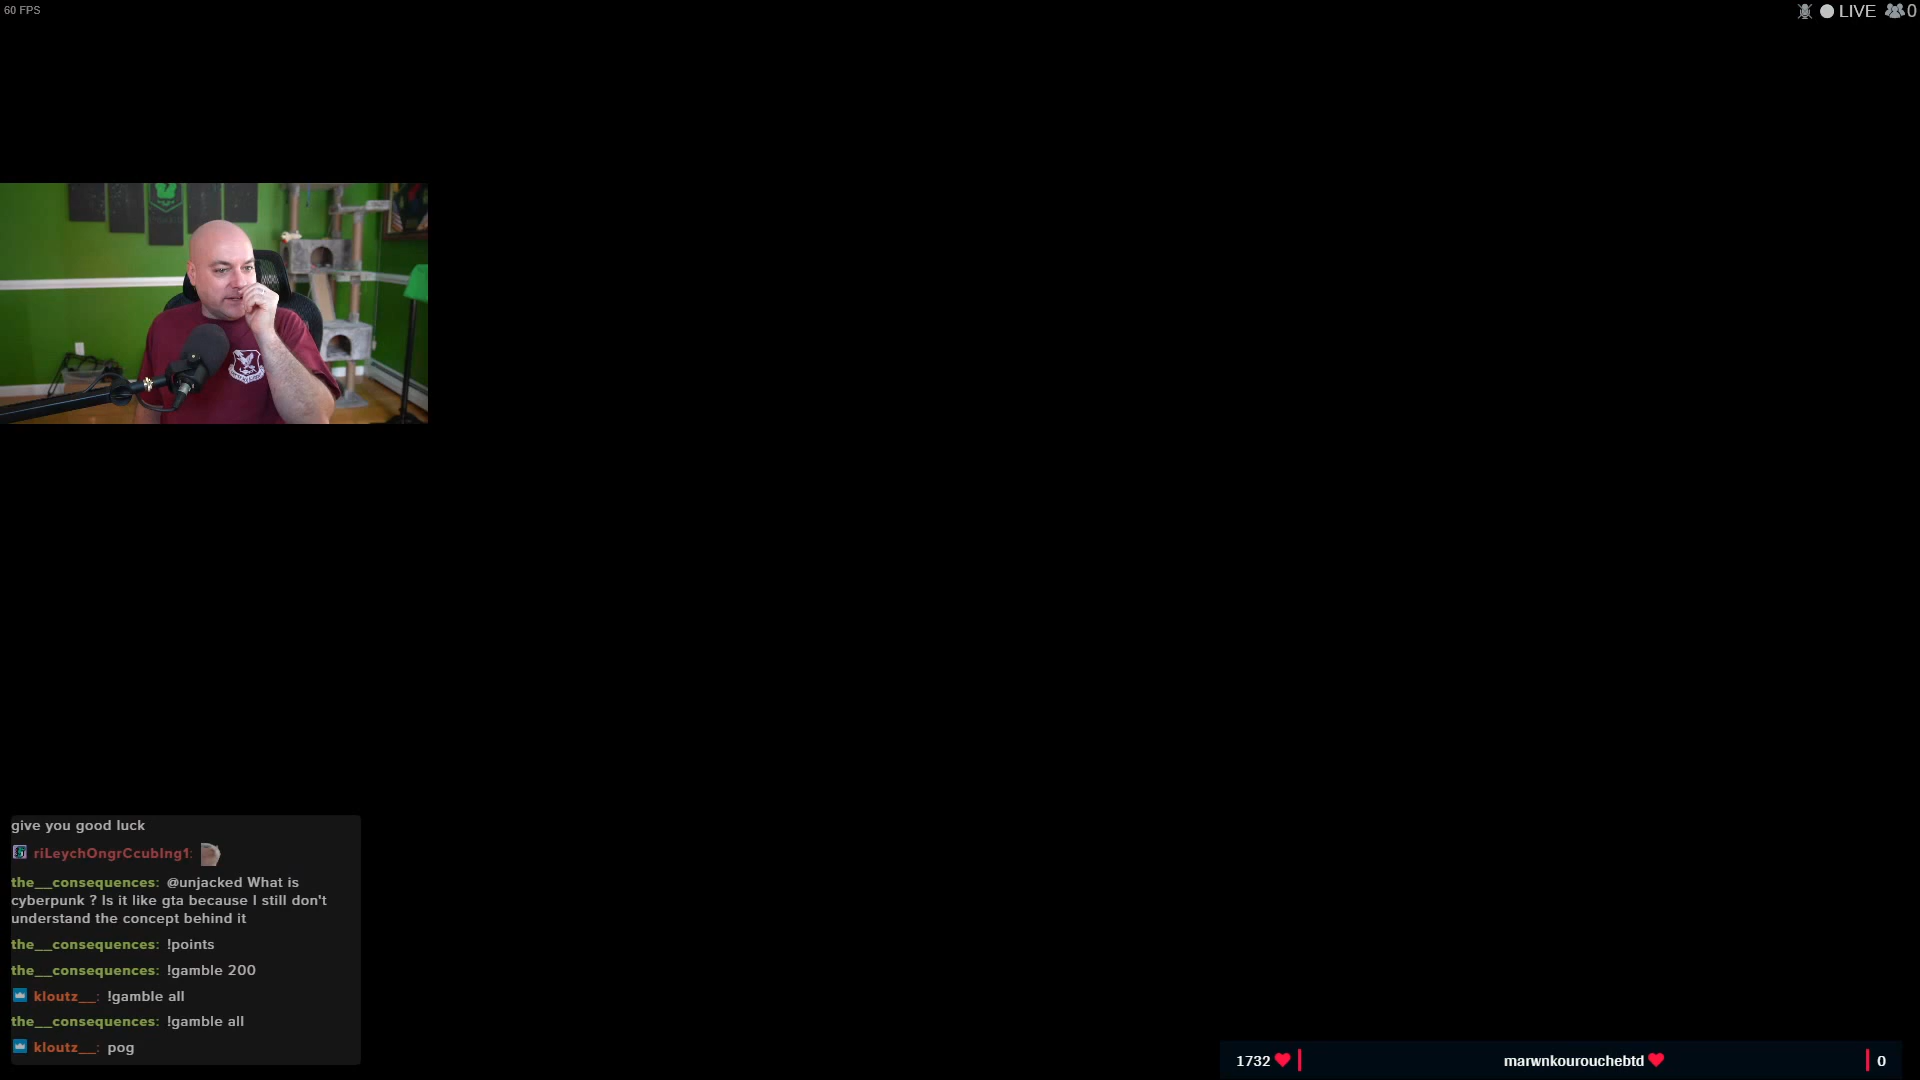 60 FPS
LIVE 0
give you good luck
riLeychOngrCcubIng1:
the__consequences: @unjacked What is
cyberpunk ? Is it like gta because I still don't
understand the concept behind it
the__consequences: !points
the__consequences: !gamble 200
kloutz__: !gamble all
the__consequences: !gamble all
kloutz__: pog
1732 marwnkourouchebtd 0